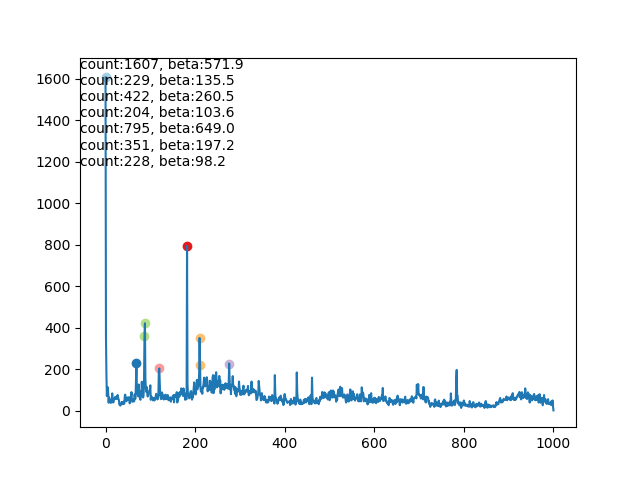 count:1607, beta:571.9
count:229, beta:135.5
count:422, beta:260.5
count:204, beta:103.6
count:795, beta:649.0
count:351, beta:197.2
count:228, beta:98.2
1600
1400
1200
1000
800
600
400
200
0
0 200 400 600 800 1000